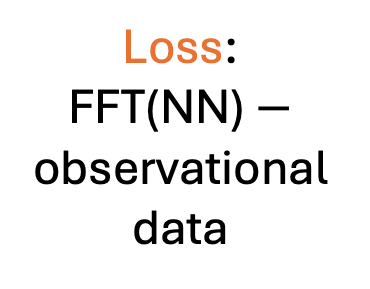 Loss:
FFT(NN) –
observational
data